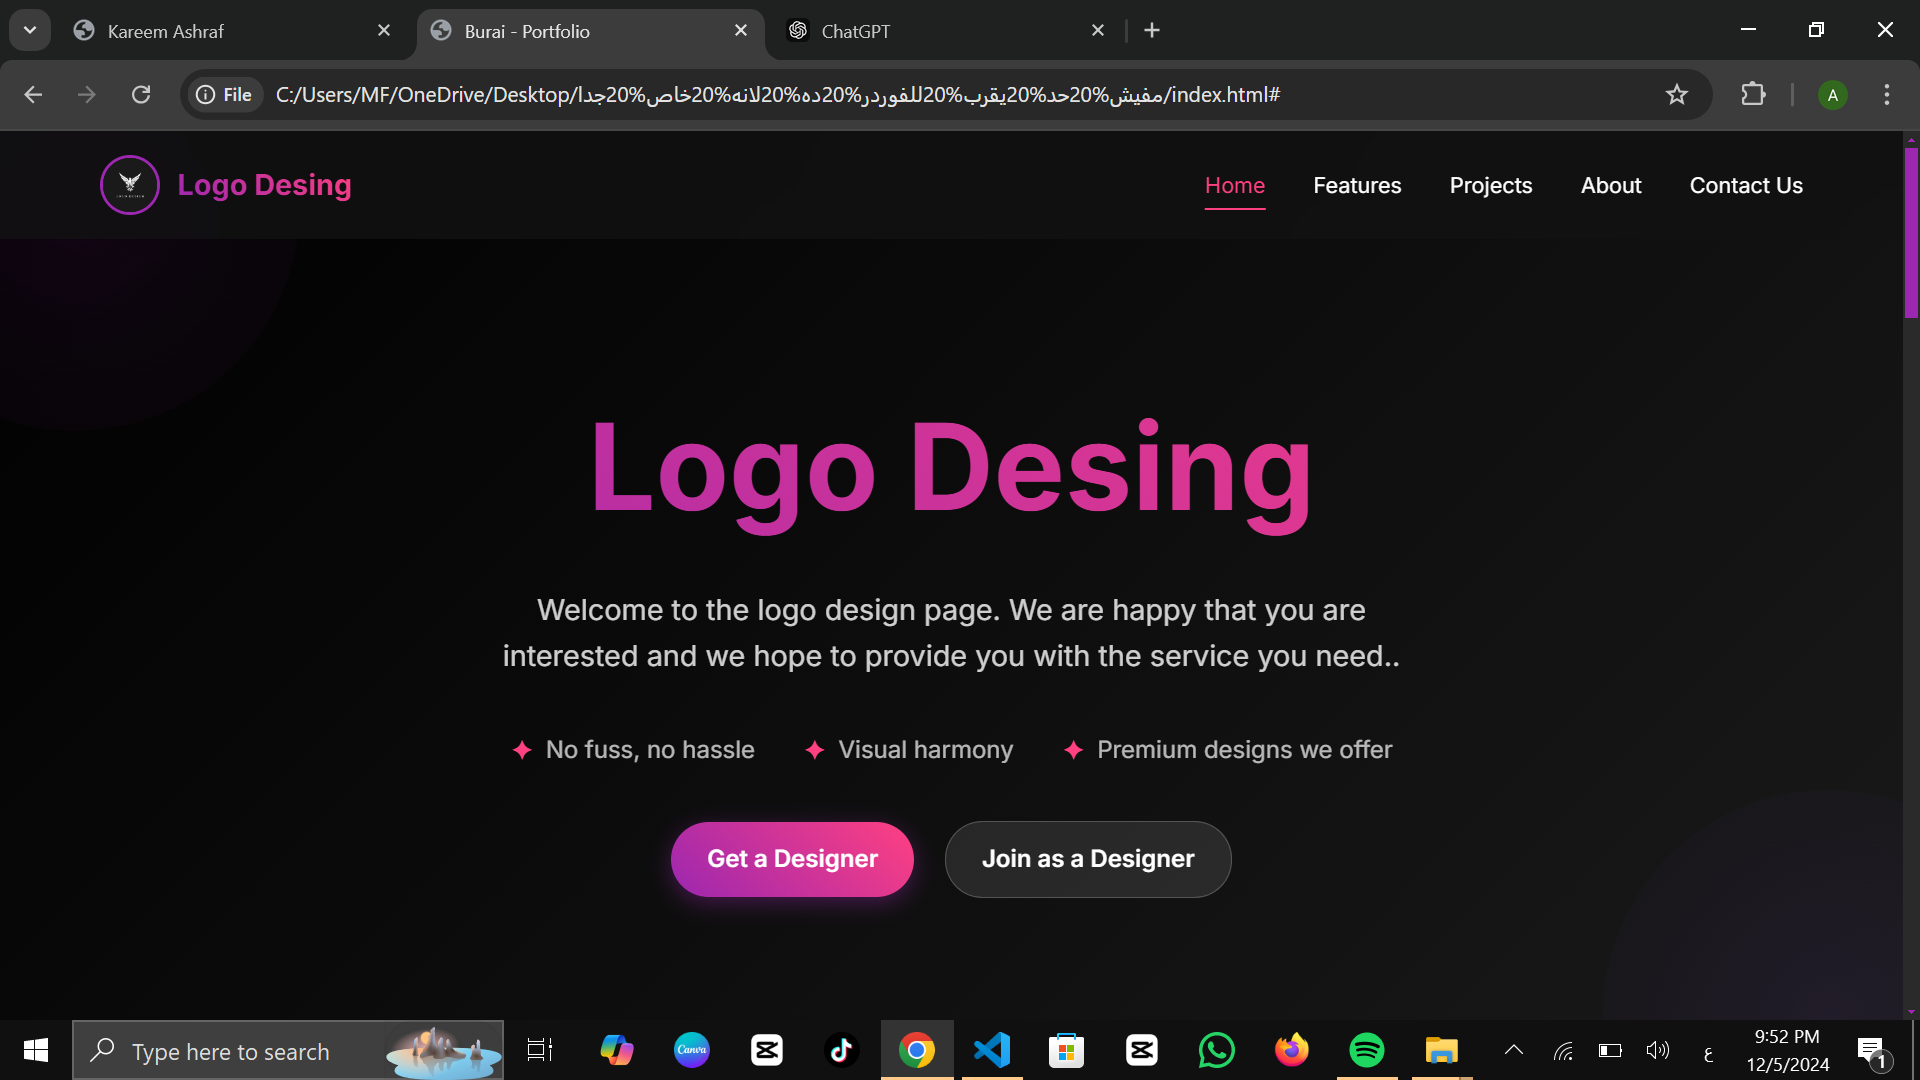 Kareem Ashraf
Burai - Portfolio
ChatGPT
File
C:/Users/MF/OneDrive/Desktop/مفيش%20حد%20يقرب%20للفوردر%20ده%20لانه%20خاص%20جدا/index.html#
A
Logo Desing
Home
Features
Projects
About
Contact Us
Logo Desing
Welcome to the logo design page. We are happy that you are
interested and we hope to provide you with the service you need..
No fuss, no hassle
Visual harmony
Premium designs we offer
Get a Designer
Join as a Designer
Type here to search
Canva
ع
9:52 PM
12/5/2024
1